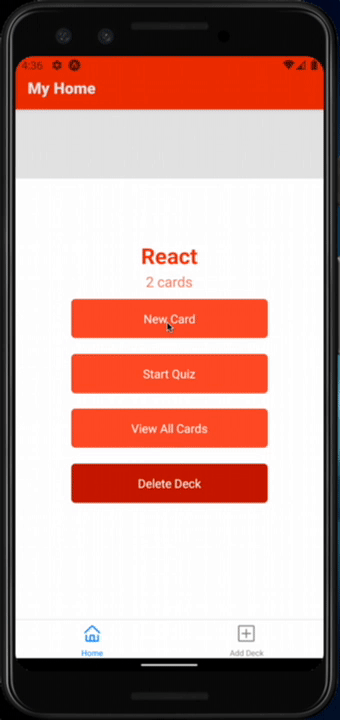 4:36
My Home
React
2 cards
New Card
Start Quiz
View All Cards
Delete Deck
Home
Add Deck